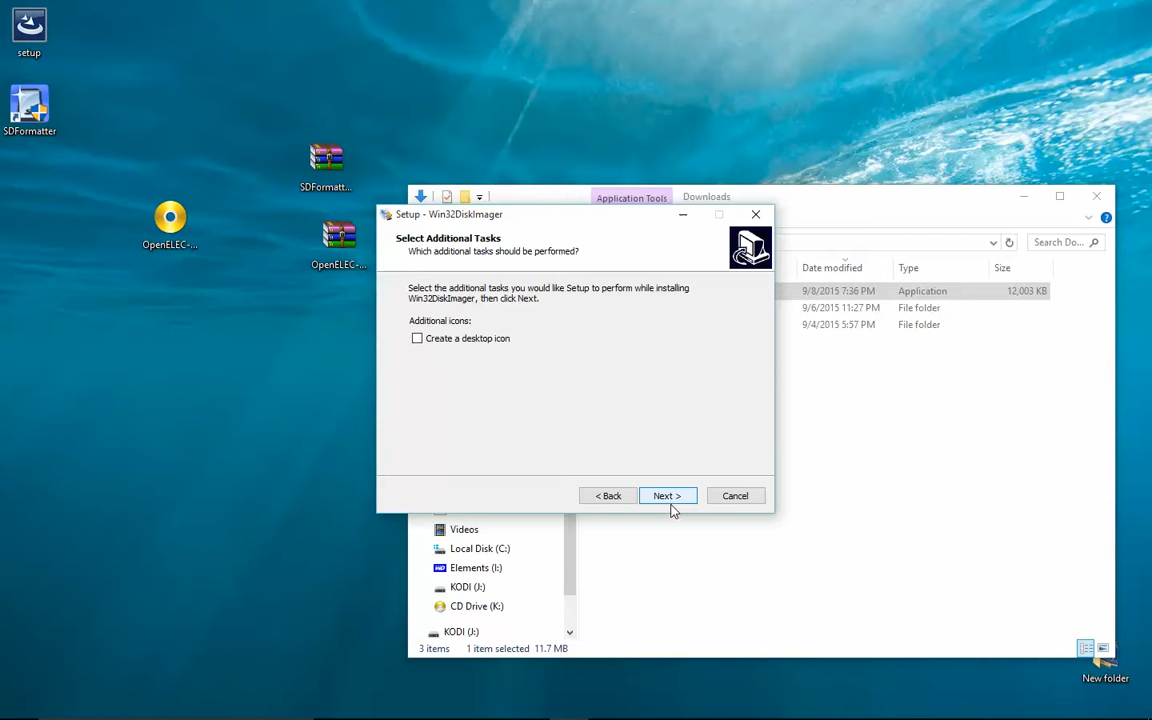 setup
SDFormatter
SDFormatt...
OpenELEC-...
OpenELEC-...
Application Tools
Downloads
Setup - Win32DiskImager
Select Additional Tasks
Which additional tasks should be performed?
Select the additional tasks you would like Setup to perform while installing
Win32DiskImager, then click Next.
Additional icons:
Create a desktop icon
< Back
Next >
Cancel
Search Do...
Date modified
Type
Size
9/8/2015 7:36 PM
Application
12,003 KB
9/6/2015 11:27 PM
File folder
9/4/2015 5:57 PM
File folder
Videos
Local Disk (C:)
Elements (I:)
KODI (J:)
CD Drive (K:)
KODI (J:)
3 items
1 item selected 11.7 MB
New folder